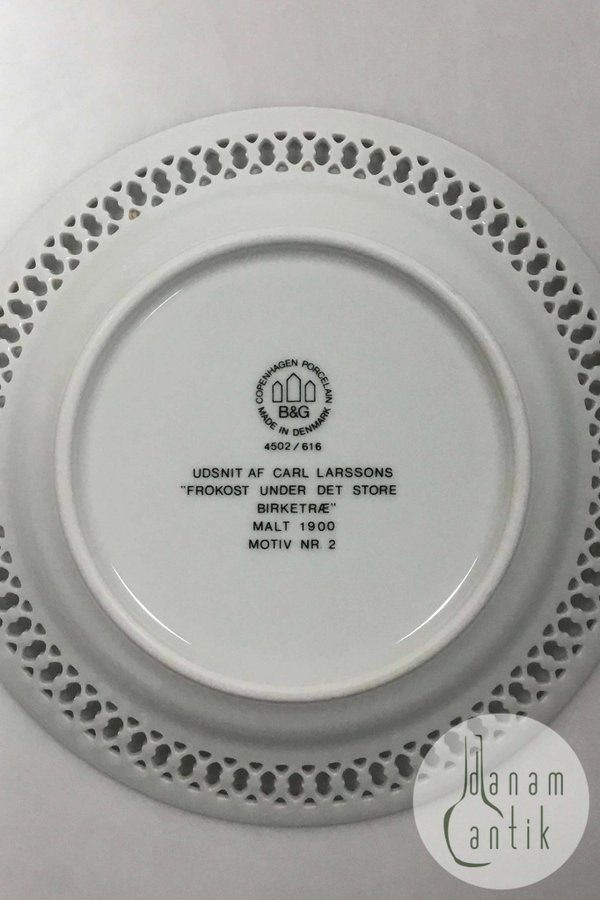 COPENHAGEN PORCELAIN
B&G
MADE IN DENMARK
4502/616
UDSNIT AF CARL LARSSONS
"FROKOST UNDER DET STORE
BIRKETRÆ"
MALT 1900
MOTIV NR. 2
danam
antik